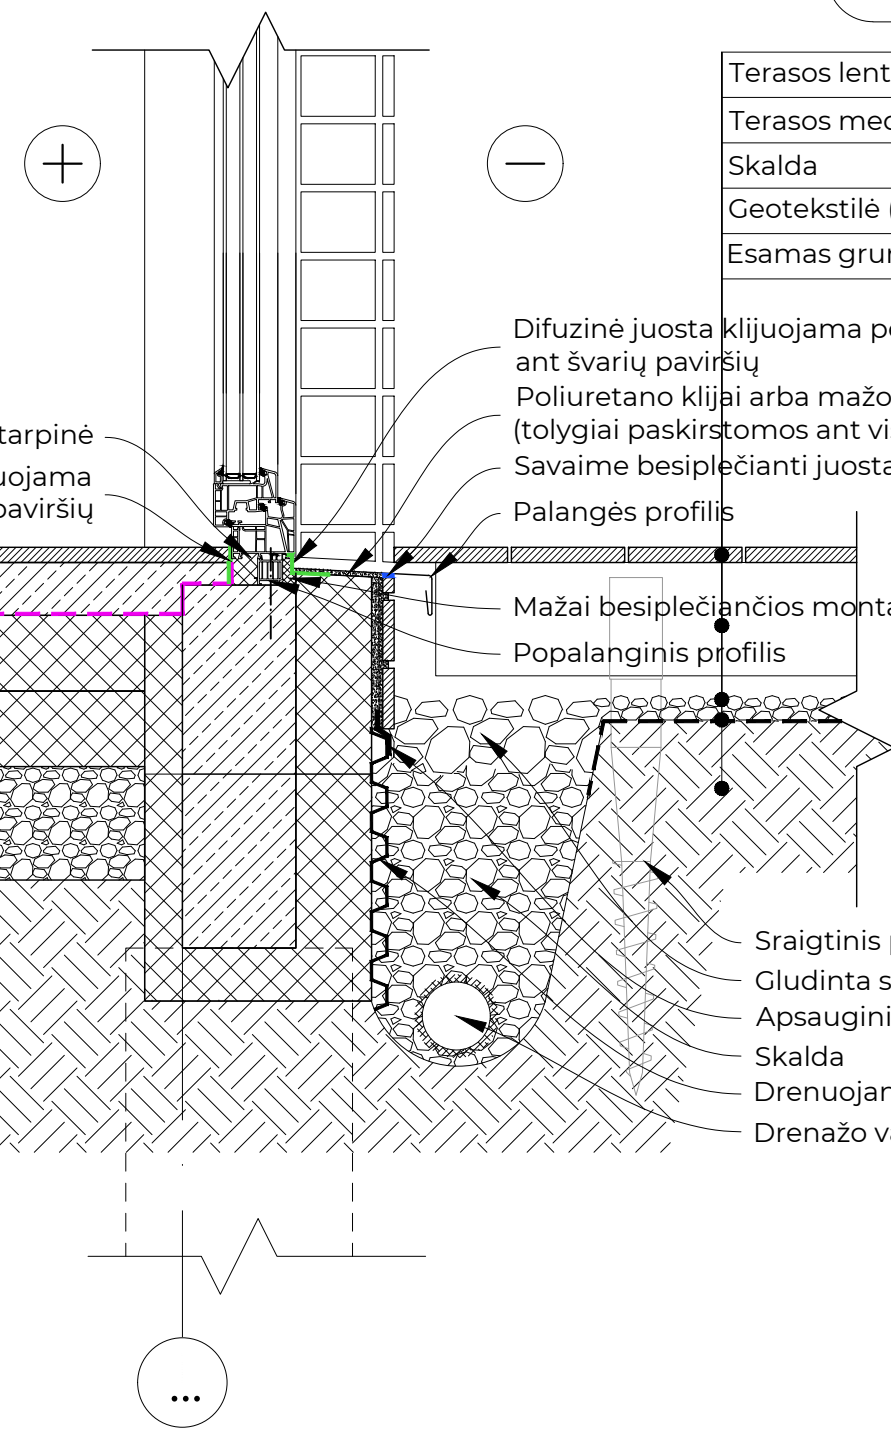 +
−
Terasos lent
Terasos med
Skalda
Geotekstilė (
Esamas grun
Difuzinė juosta klijuojama pe
ant švarių paviršių
Poliuretano klijai arba mažo
(tolygiai paskirstomos ant vi
Savaime besiplečianti juosta
Palangės profilis
Mažai besiplečiančios monta
Popalanginis profilis
tarpinė
uojama
paviršių
Sraigtinis p
Gludinta s
Apsaugini
Skalda
Drenuojan
Drenažo va
...